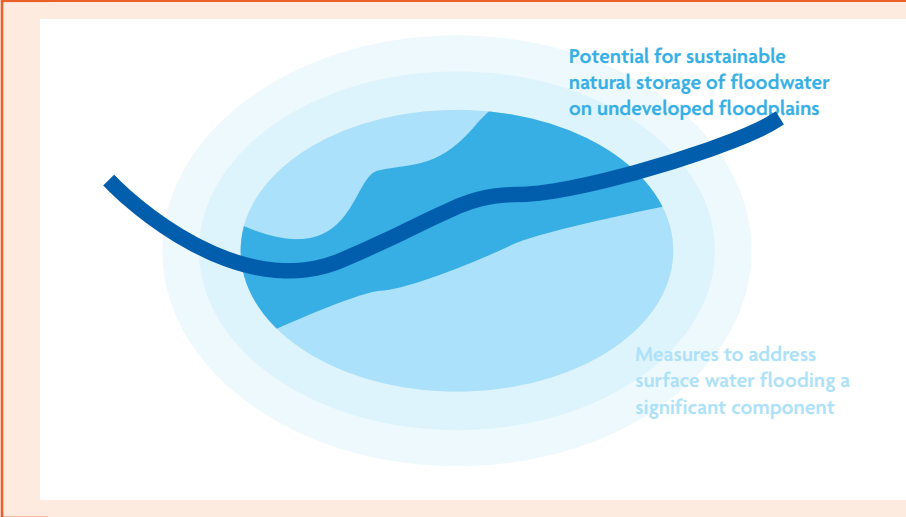 Potential for sustainable
natural storage of floodwater
on undeveloped floodplains
Measures to address
surface water flooding a
significant component